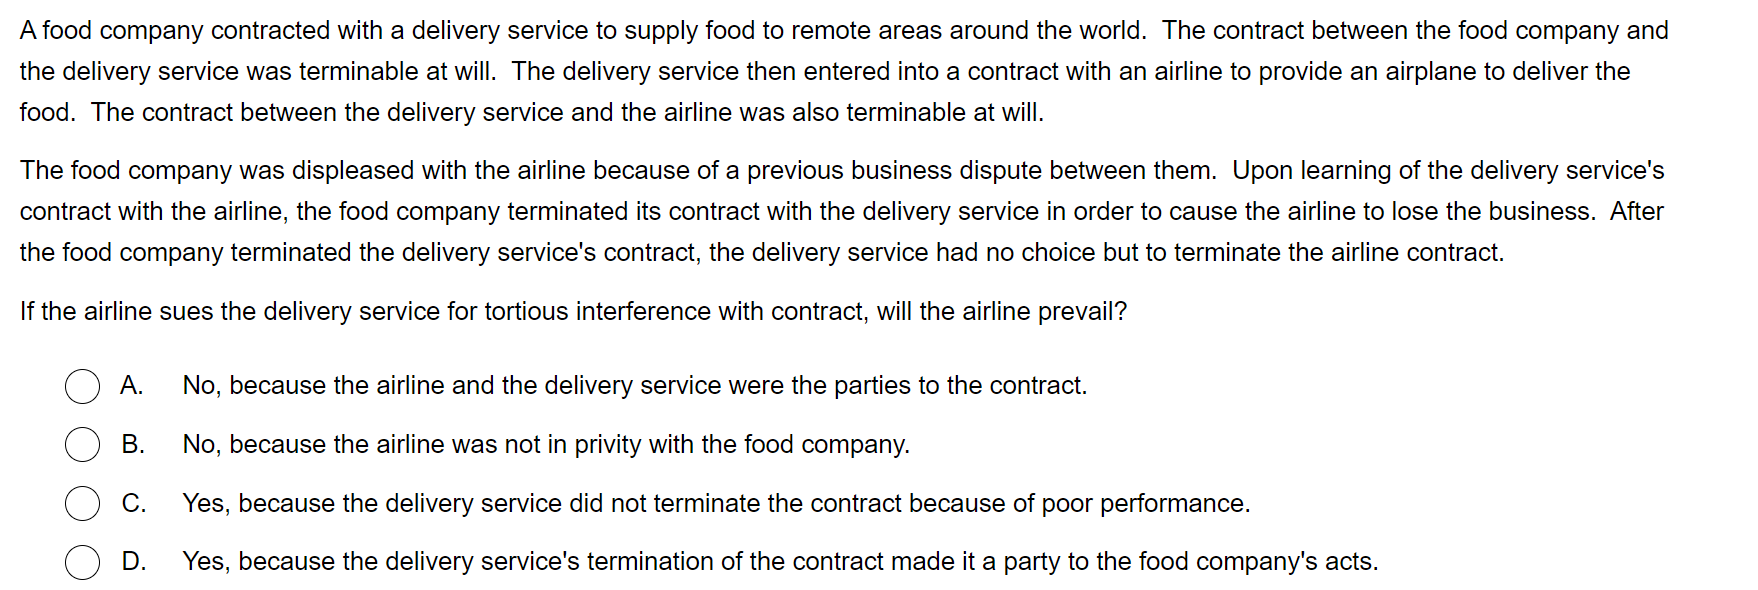 A food company contracted with a delivery service to supply food to remote areas around the world.  The contract between the food company and
the delivery service was terminable at will.  The delivery service then entered into a contract with an airline to provide an airplane to deliver the
food.  The contract between the delivery service and the airline was also terminable at will.
The food company was displeased with the airline because of a previous business dispute between them.  Upon learning of the delivery service's
contract with the airline, the food company terminated its contract with the delivery service in order to cause the airline to lose the business.  After
the food company terminated the delivery service's contract, the delivery service had no choice but to terminate the airline contract.
If the airline sues the delivery service for tortious interference with contract, will the airline prevail?
A. No, because the airline and the delivery service were the parties to the contract.
B. No, because the airline was not in privity with the food company.
C. Yes, because the delivery service did not terminate the contract because of poor performance.
D. Yes, because the delivery service's termination of the contract made it a party to the food company's acts.